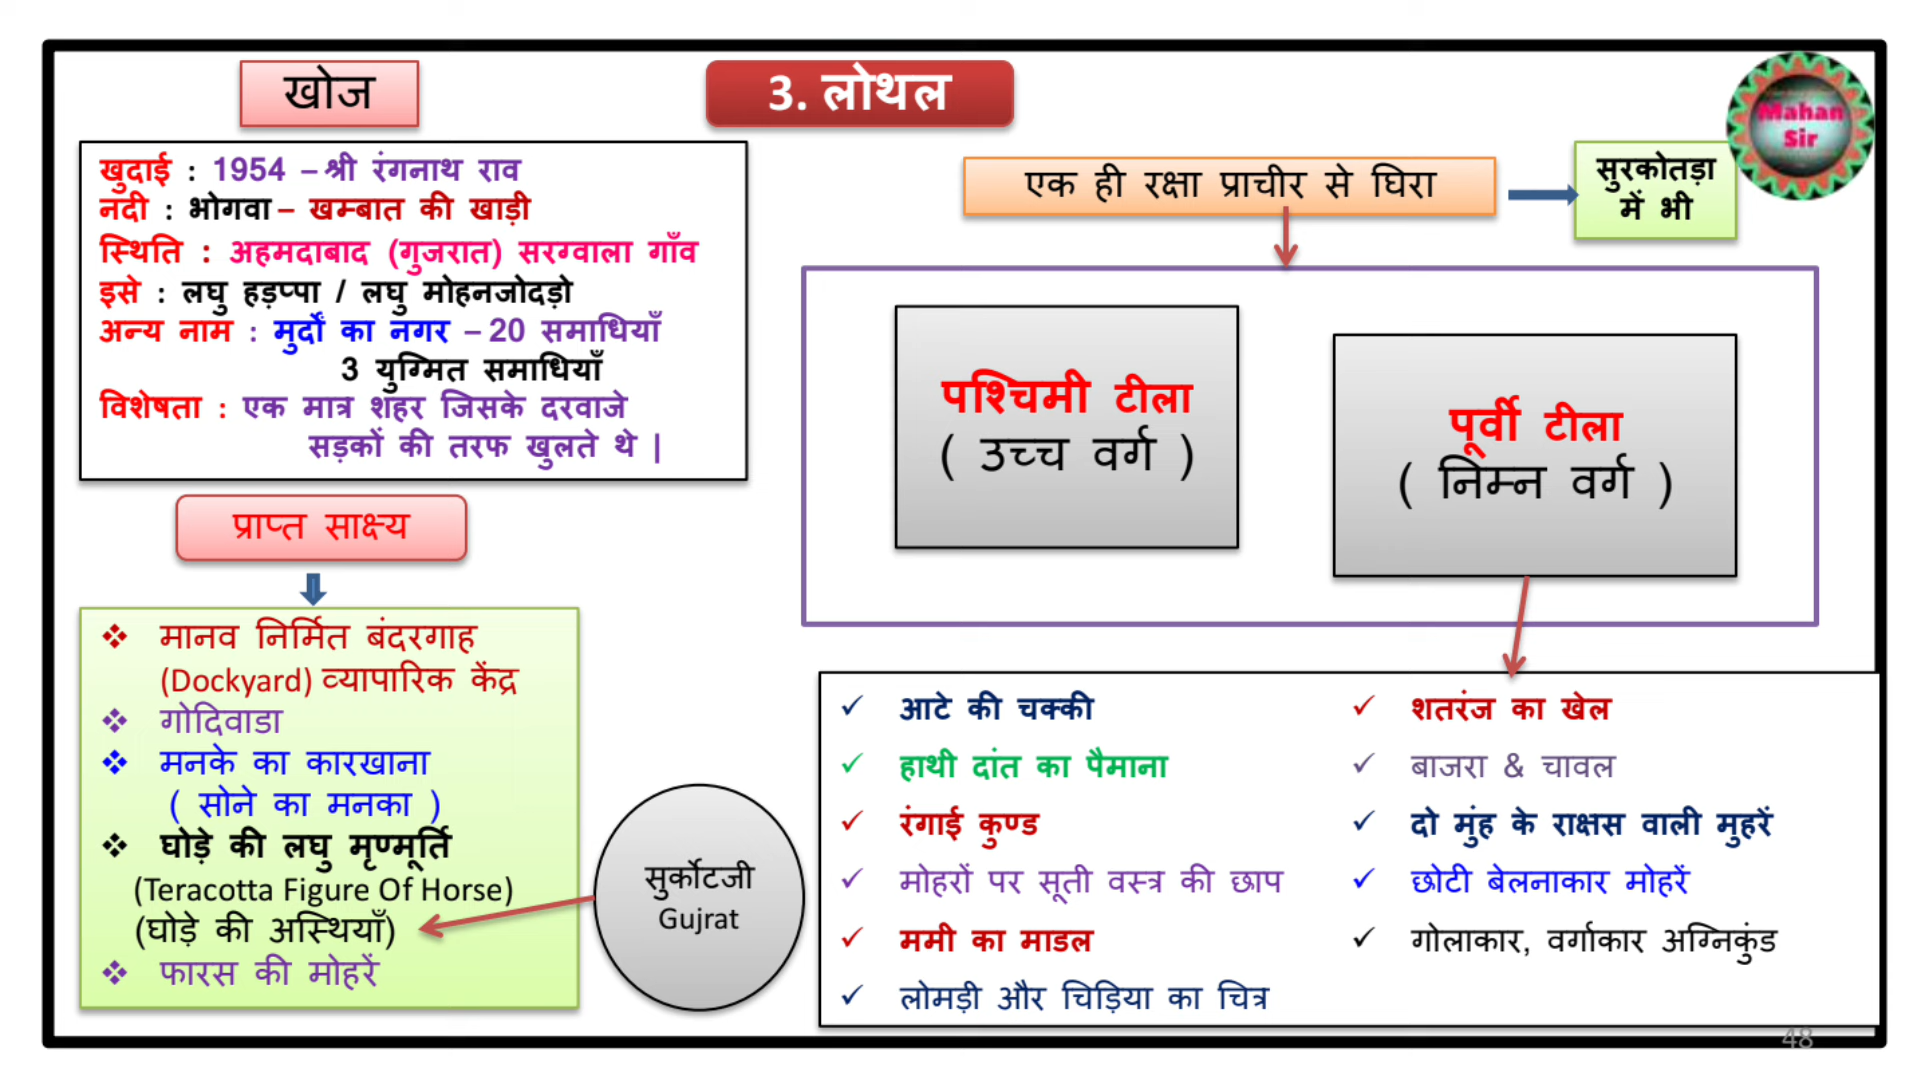 खोज
3. लोथल
Mahan
Sir
खुदाई : 1954 – श्री रंगनाथ राव
नदी : भोगवा – खम्बात की खाड़ी
स्थिति : अहमदाबाद (गुजरात) सरग्वाला गाँव
इसे : लघु हड़प्पा / लघु मोहनजोदड़ो
अन्य नाम : मुर्दों का नगर – 20 समाधियाँ
3 युग्मित समाधियाँ
विशेषता : एक मात्र शहर जिसके दरवाजे
सड़कों की तरफ खुलते थे |
एक ही रक्षा प्राचीर से घिरा
सुरकोतड़ा
में भी
पश्चिमी टीला
( उच्च वर्ग )
पूर्वी टीला
( निम्न वर्ग )
प्राप्त साक्ष्य
❖ मानव निर्मित बंदरगाह
(Dockyard) व्यापारिक केंद्र
❖ गोदिवाडा
❖ मनके का कारखाना
( सोने का मनका )
❖ घोड़े की लघु मृण्मूर्ति
(Teracotta Figure Of Horse)
(घोड़े की अस्थियाँ)
❖ फारस की मोहरें
सुर्कोटजी
Gujrat
✓ आटे की चक्की
✓ हाथी दांत का पैमाना
✓ रंगाई कुण्ड
✓ मोहरों पर सूती वस्त्र की छाप
✓ ममी का माडल
✓ लोमड़ी और चिड़िया का चित्र
✓ शतरंज का खेल
✓ बाजरा & चावल
✓ दो मुंह के राक्षस वाली मुहरें
✓ छोटी बेलनाकार मोहरें
✓ गोलाकार, वर्गाकार अग्निकुंड
48